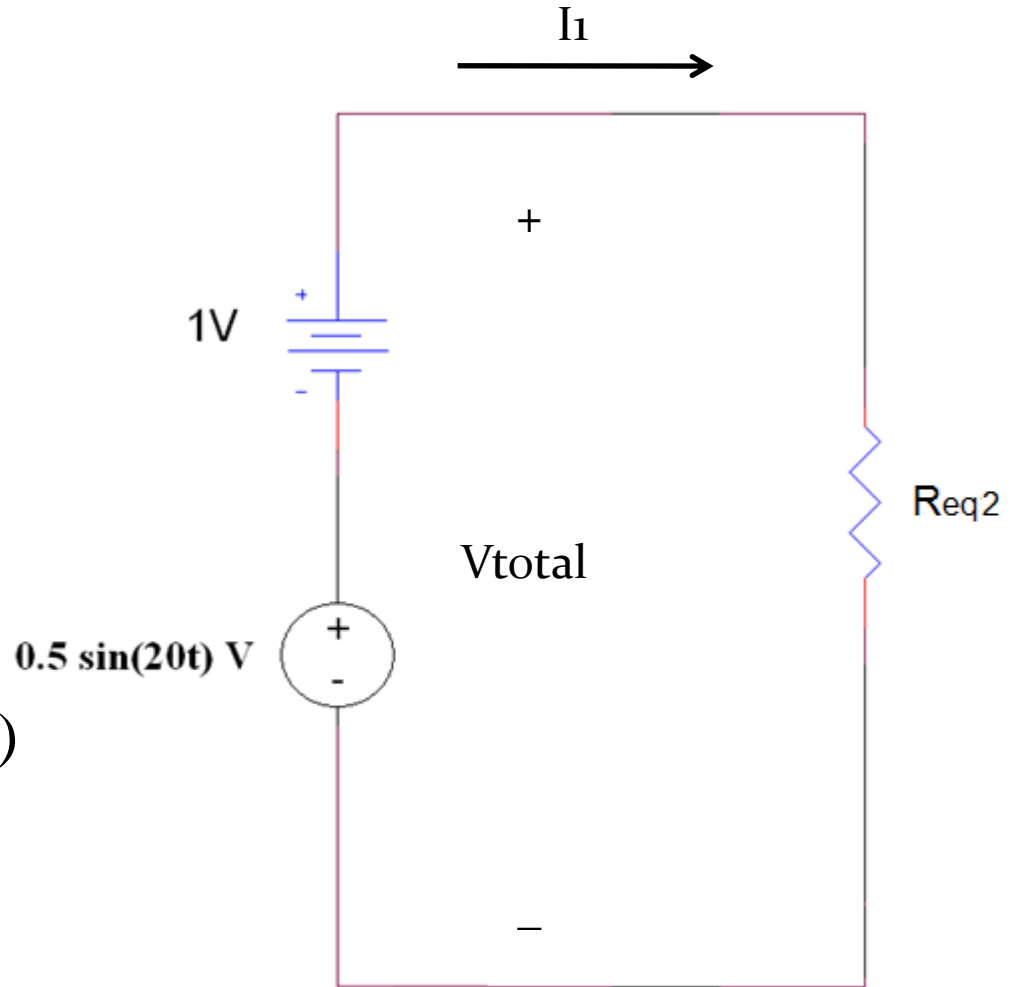 I1
+
+
1V
-
Req2
Vtotal
+
0.5 sin(20t) V
-
)
–